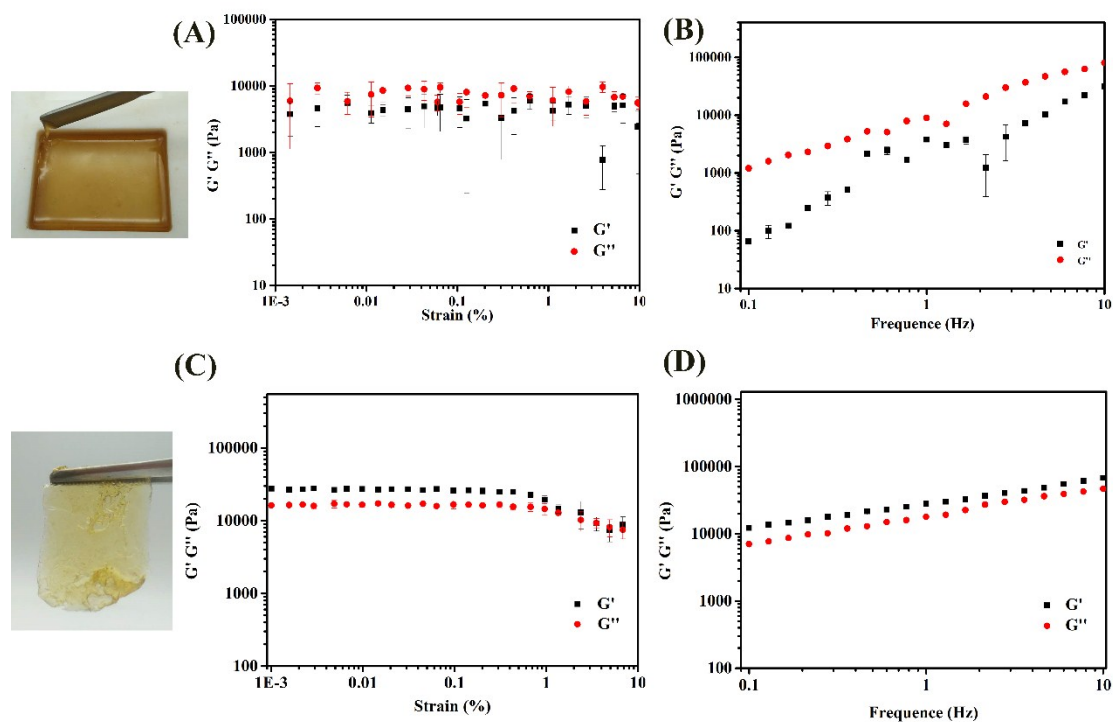 (A)
100000
10000
1000
100
10
G' G'' (Pa)
1E-3 0.01 0.1 1 10
Strain (%)
G'
G''
(B)
100000
10000
1000
100
10
G' G'' (Pa)
0.1 1 10
Frequence (Hz)
G'
G''
(C)
100000
10000
1000
100
G' G'' (Pa)
1E-3 0.01 0.1 1 10
Strain (%)
G'
G''
(D)
1000000
100000
10000
1000
100
G' G'' (Pa)
0.1 1 10
Frequence (Hz)
G'
G''